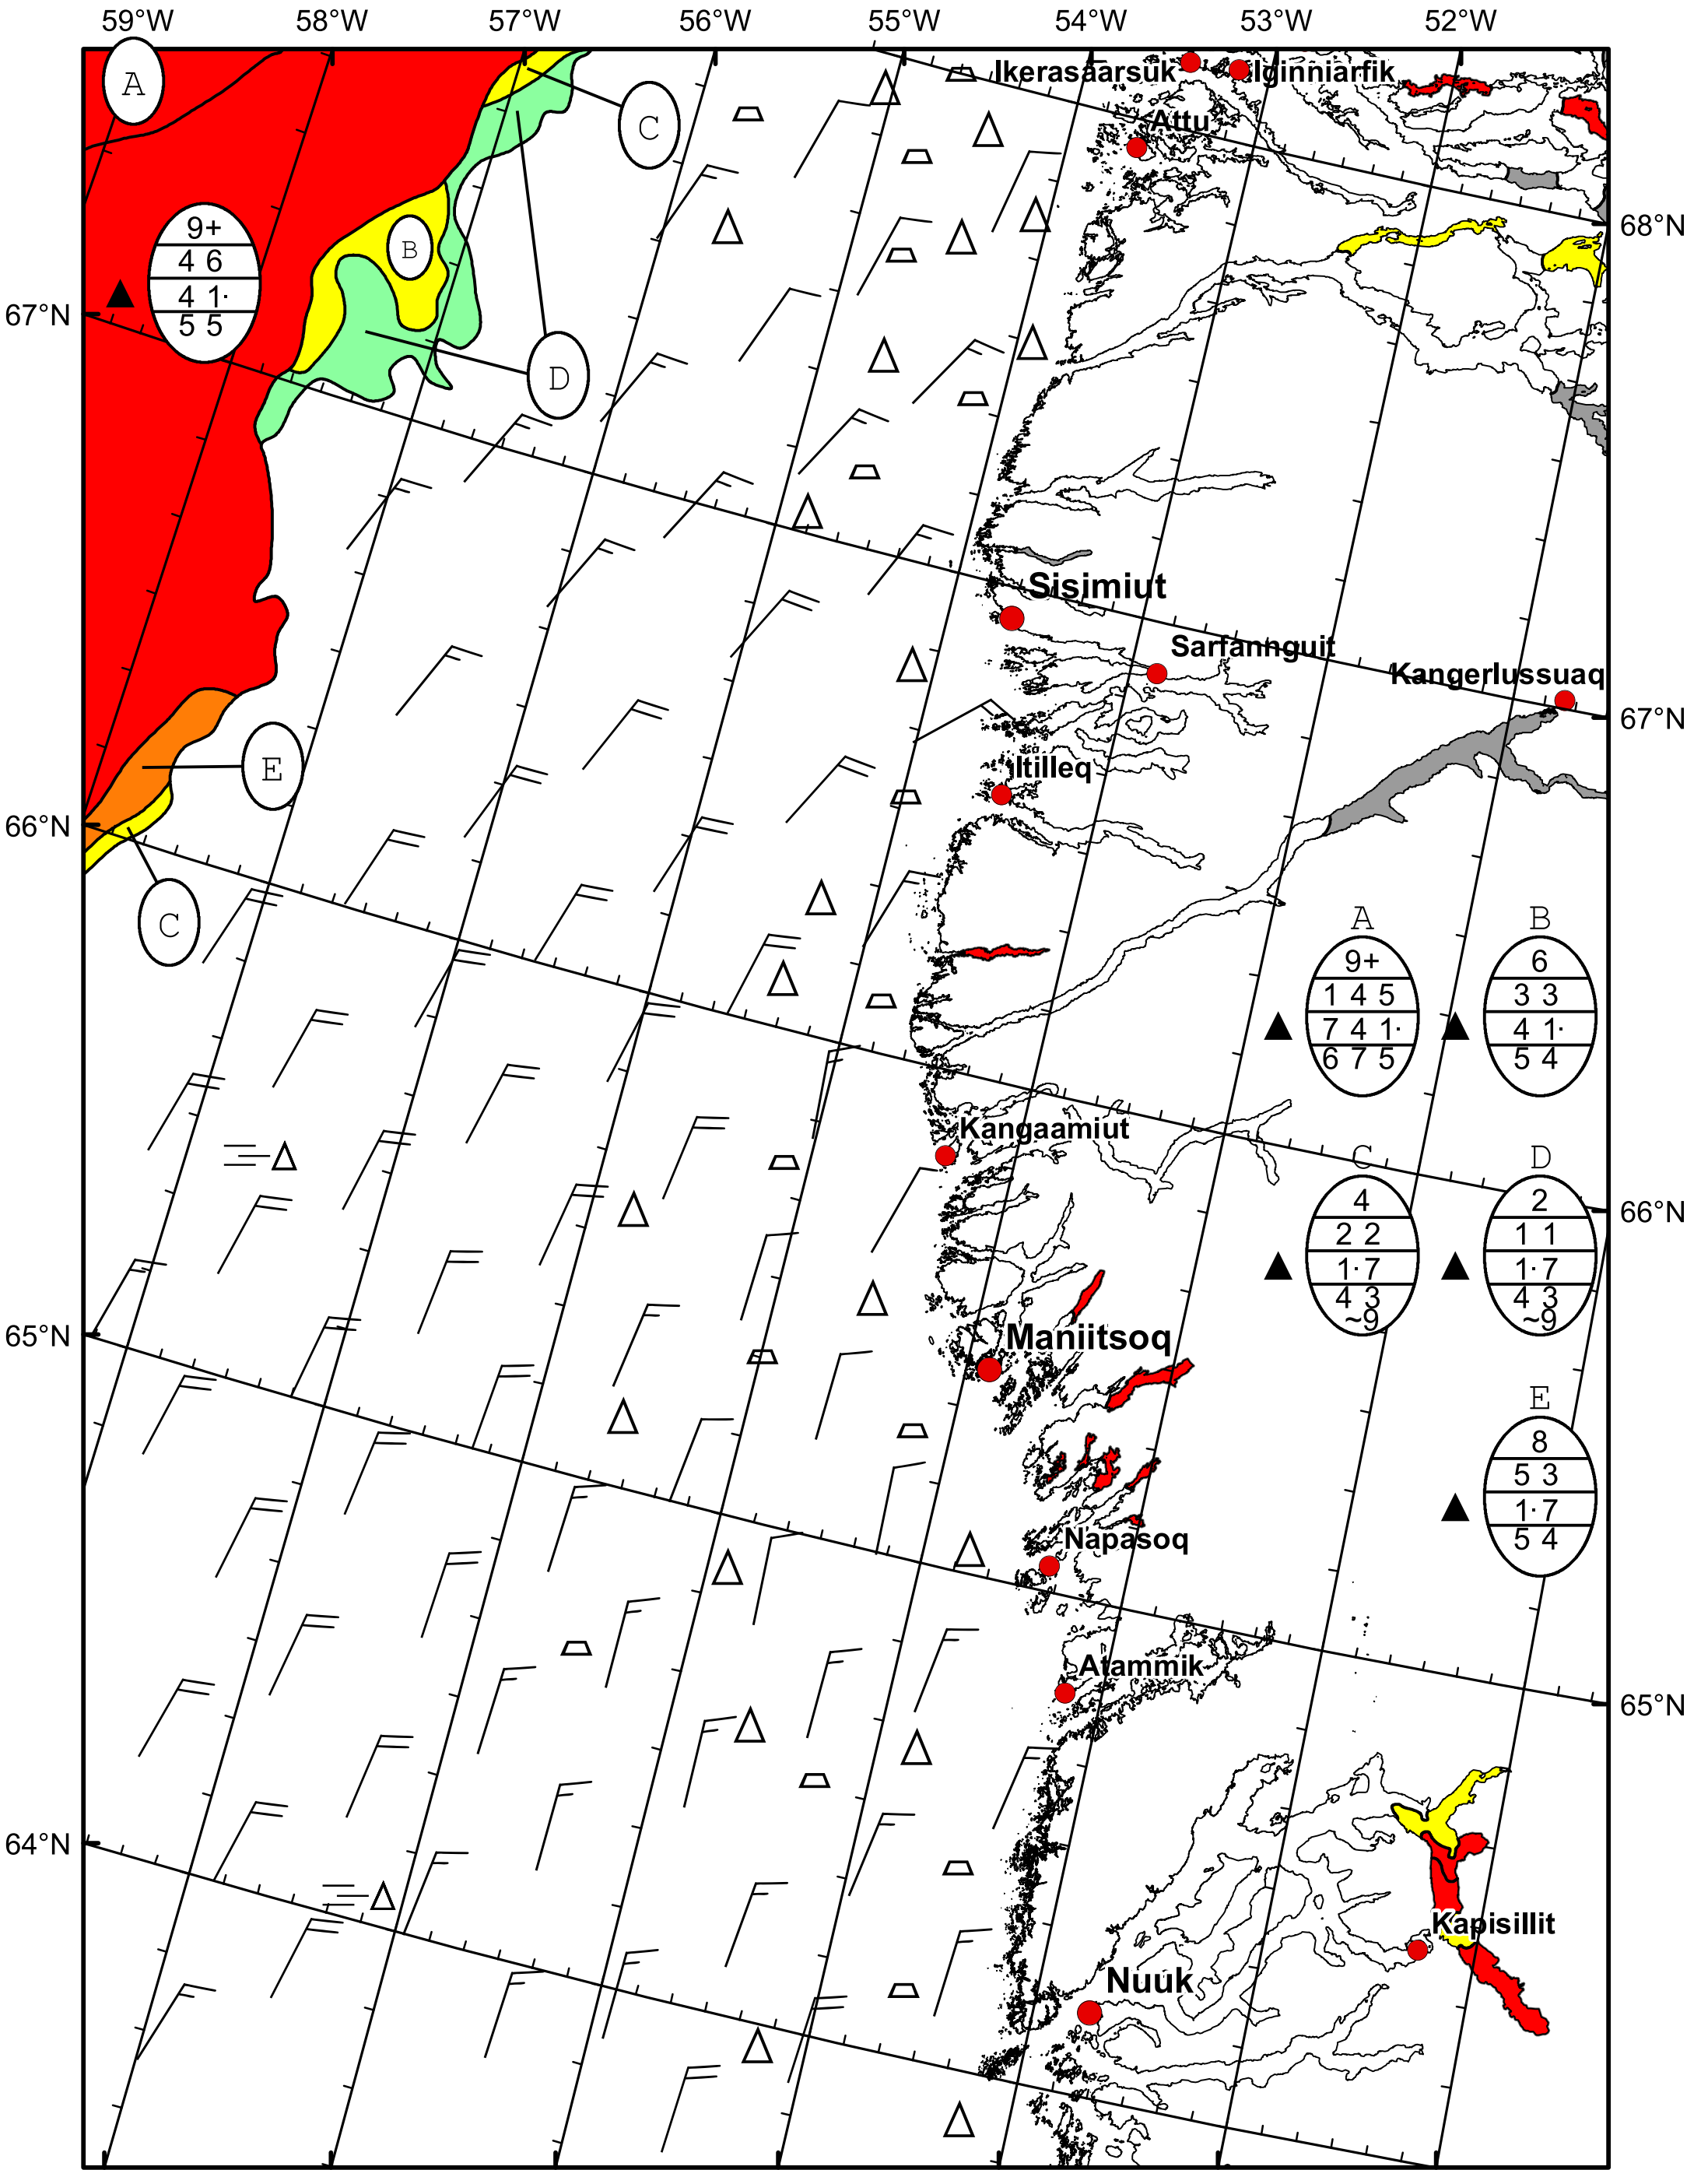 59°W 58°W 57°W 56°W 55°W 54°W 53°W 52°W
A
C
Ikerasaarsuk
Iginniarfik
Attu
68°N
B
9+
4 6
4 1·
5 5
67°N
D
Sisimiut
Sarfannguit
Kangerlussuaq
67°N
E
Itilleq
66°N
C
A
9+
1 4 5
7 4 1·
6 7 5
B
6
3 3
4 1·
5 4
Kangaamiut
C
4
2 2
1·7
4 3
~9
D
2
1 1
1·7
4 3
~9
66°N
65°N
Maniitsoq
E
8
5 3
1·7
5 4
Napasoq
Atammik
65°N
64°N
Kapisillit
Nuuk